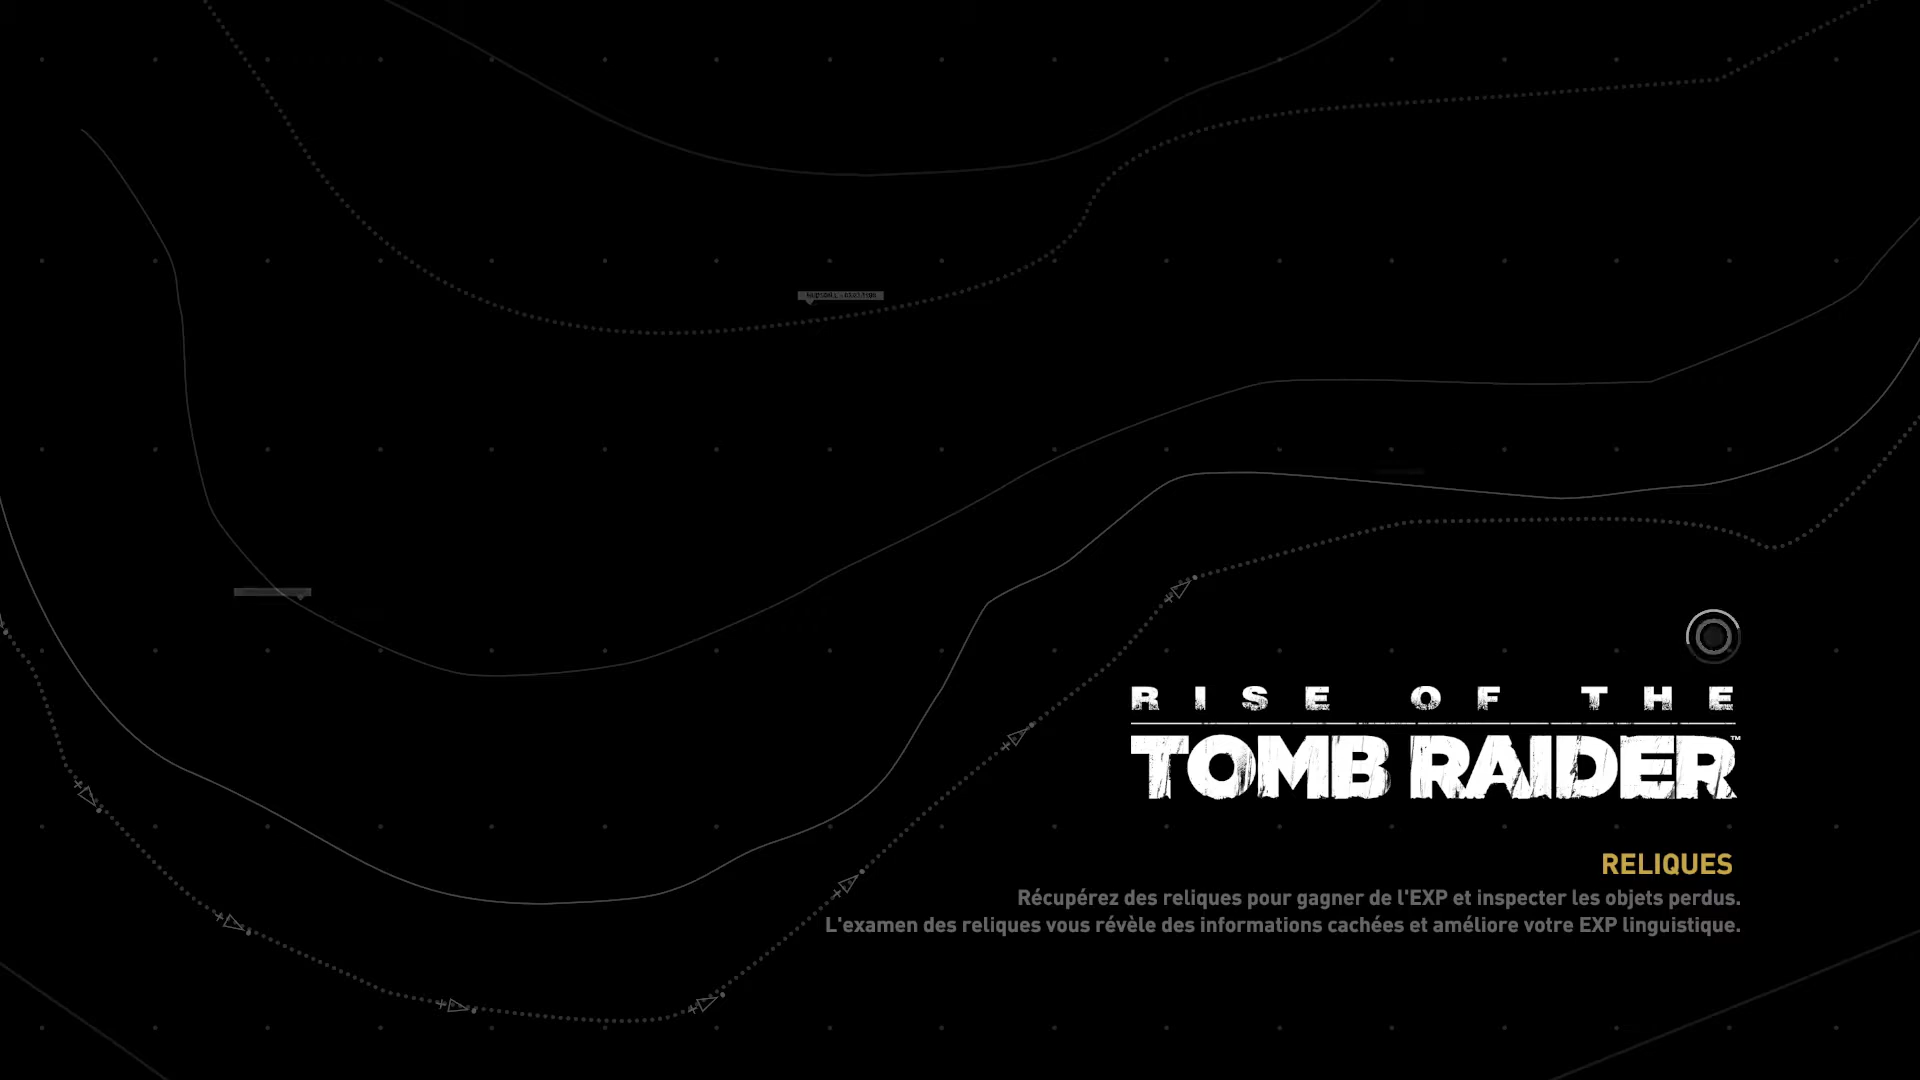 RISE OF THE
TOMB RAIDER™
RELIQUES
Récupérez des reliques pour gagner de l'EXP et inspecter les objets perdus.
L'examen des reliques vous révèle des informations cachées et améliore votre EXP linguistique.